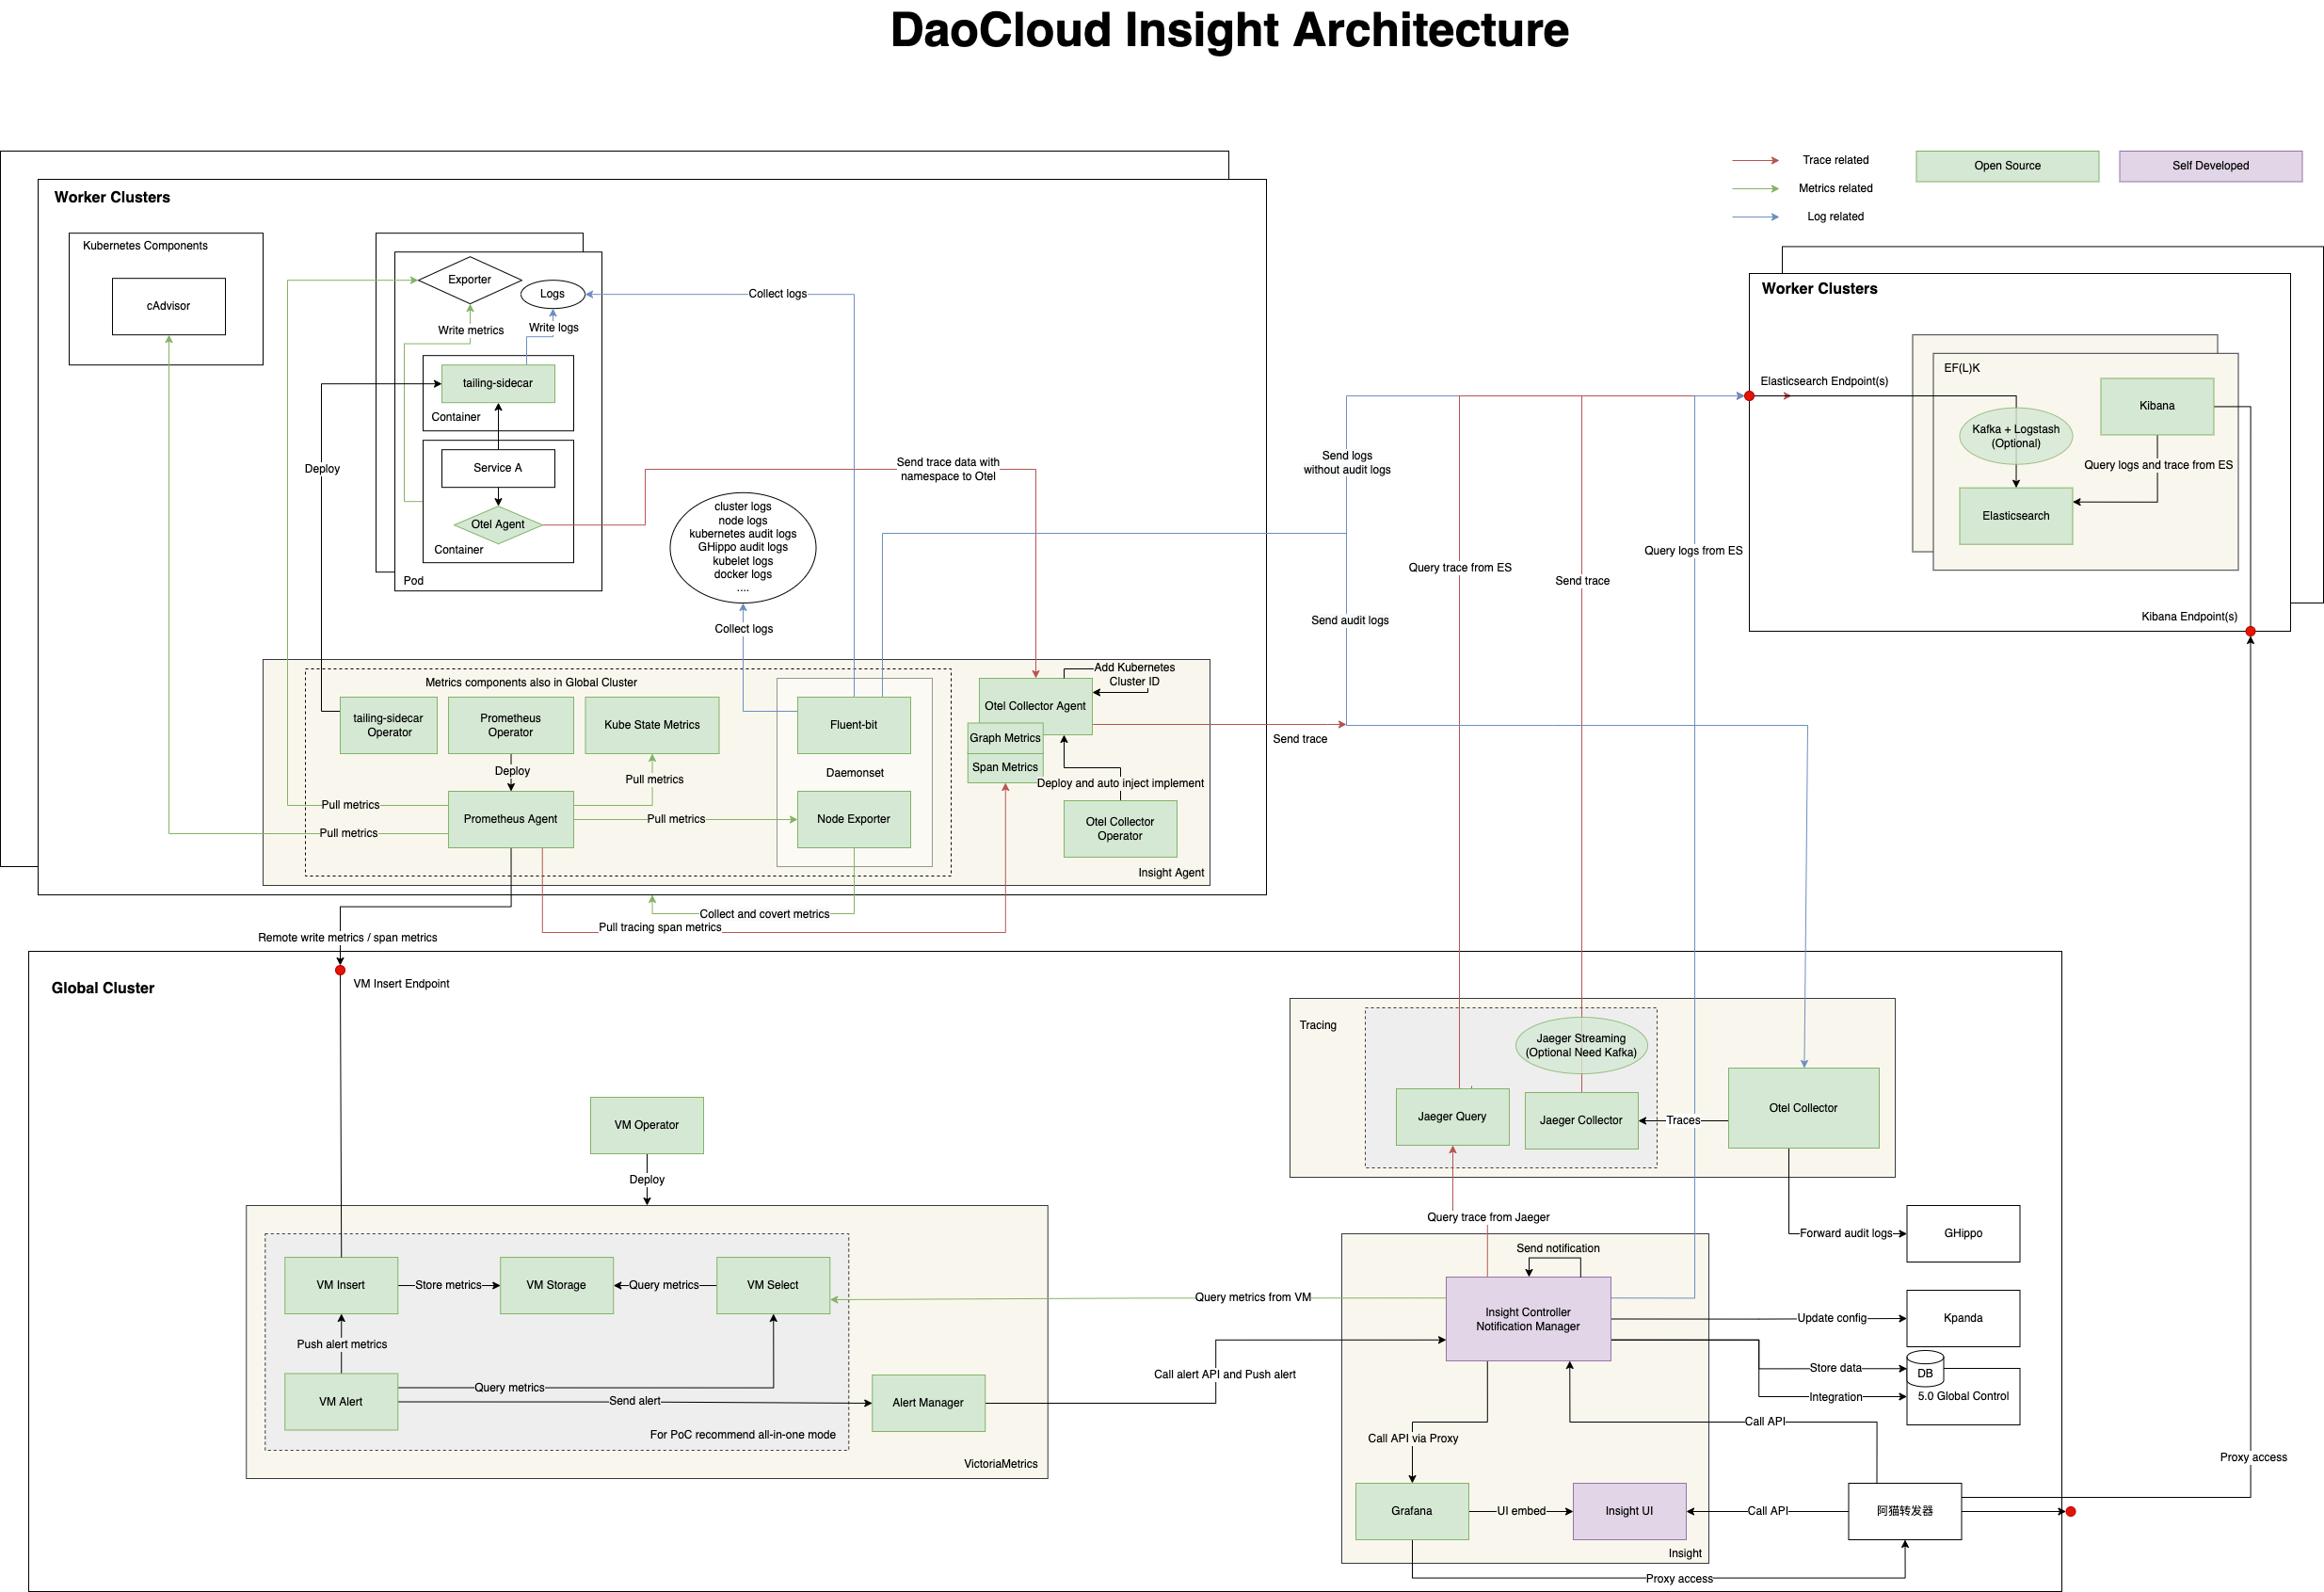 DaoCloud Insight Architecture
Trace related
Metrics related
Log related
Open Source
Self Developed
Worker Clusters
Kubernetes Components
cAdvisor
Exporter
Logs
Collect logs
Write metrics
Write logs
tailing-sidecar
Container
Deploy
Service A
Otel Agent
Container
Pod
Send trace data with
namespace to Otel
cluster logs
node logs
kubernetes audit logs
GHippo audit logs
kubelet logs
docker logs
....
Collect logs
Metrics components also in Global Cluster
tailing-sidecar
Operator
Prometheus
Operator
Kube State Metrics
Fluent-bit
Daemonset
Deploy
Pull metrics
Pull metrics
Pull metrics
Prometheus Agent
Pull metrics
Node Exporter
Add Kubernetes
Cluster ID
Otel Collector Agent
Graph Metrics
Span Metrics
Deploy and auto inject implement
Otel Collector
Operator
Insight Agent
Send trace
Collect and covert metrics
Pull tracing span metrics
Remote write metrics / span metrics
Send logs
without audit logs
Send audit logs
Query trace from ES
Send trace
Query logs from ES
Worker Clusters
Elasticsearch Endpoint(s)
EF(L)K
Kibana
Kafka + Logstash
(Optional)
Query logs and trace from ES
Elasticsearch
Kibana Endpoint(s)
Global Cluster
VM Insert Endpoint
VM Operator
Deploy
VM Insert
Store metrics
VM Storage
Query metrics
VM Select
Push alert metrics
VM Alert
Query metrics
Send alert
For PoC recommend all-in-one mode
Alert Manager
VictoriaMetrics
Tracing
Jaeger Streaming
(Optional Need Kafka)
Jaeger Query
Jaeger Collector
Traces
Otel Collector
Query trace from Jaeger
Send notification
Insight Controller
Notification Manager
Query metrics from VM
Call alert API and Push alert
Forward audit logs
GHippo
Update config
Kpanda
Store data
DB
Integration
5.0 Global Control
Call API
Call API via Proxy
Grafana
UI embed
Insight UI
Call API
阿猫转发器
Insight
Proxy access
Proxy access